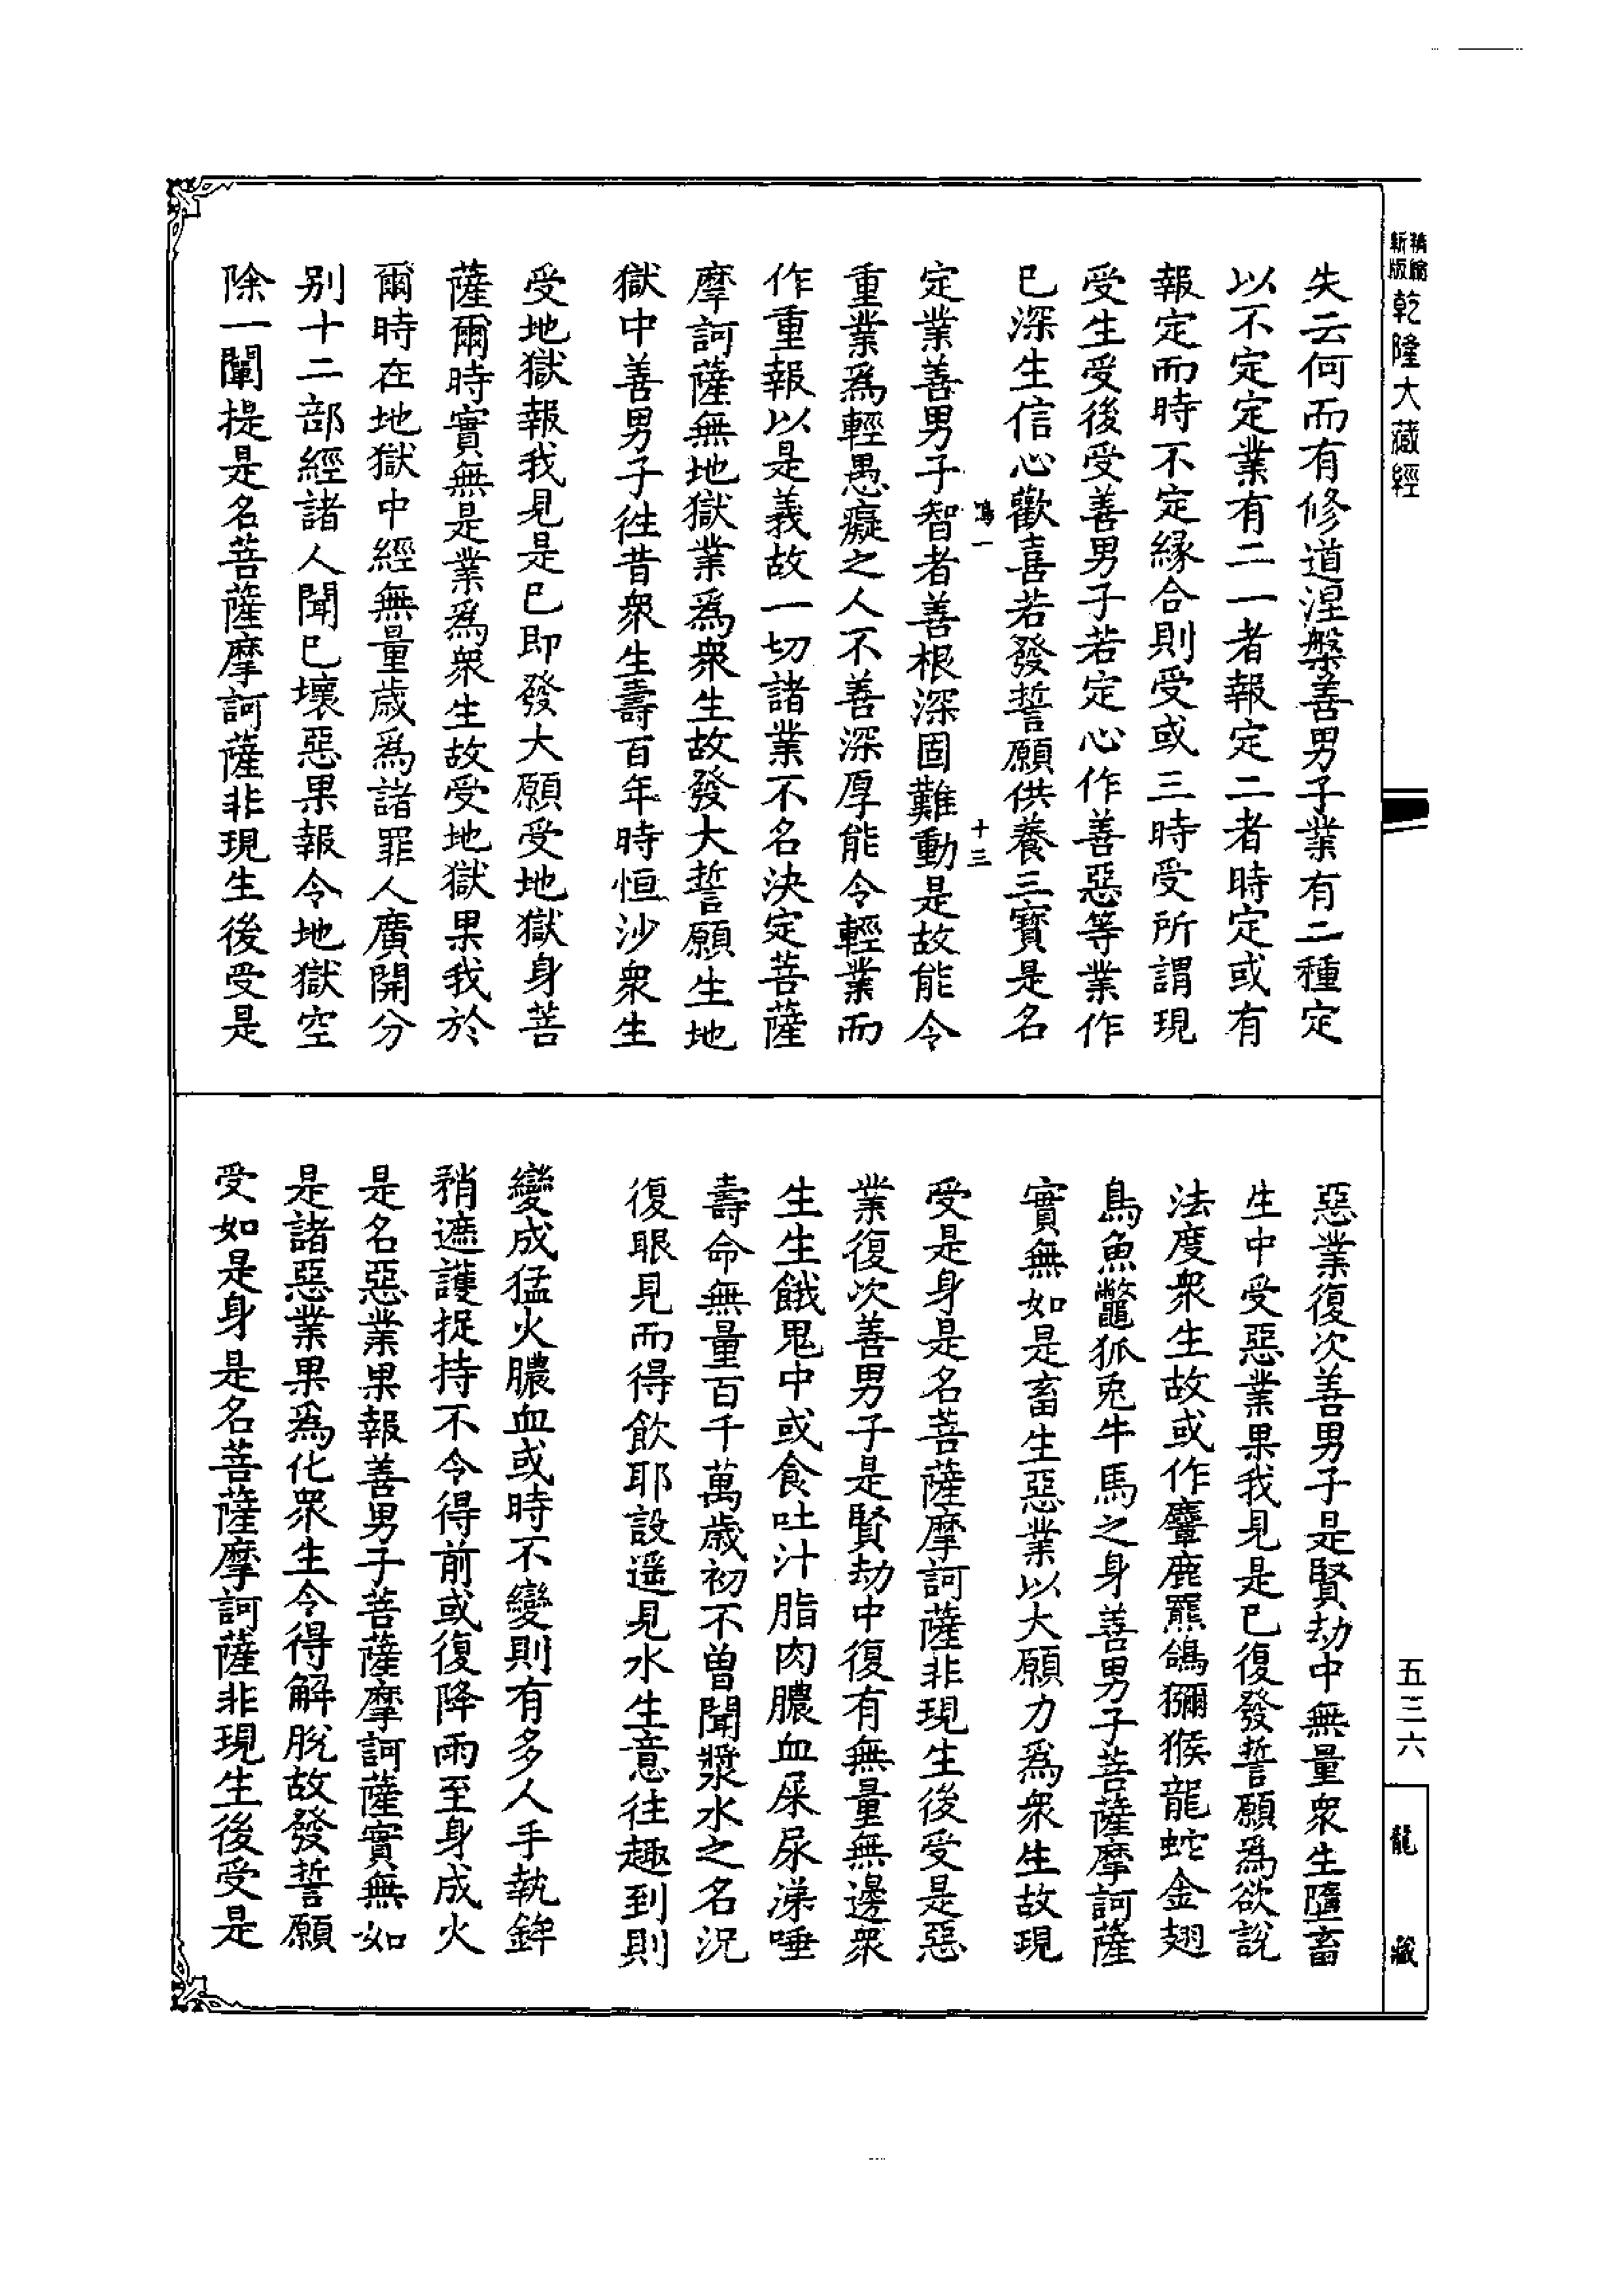 新版精縮乾隆大藏經
失云何而有修道涅槃善男子業有二種定
以不定定業有二一者報定二者時定或有
報定而時不定緣合則受或三時受所謂現
受生受後受善男子若定心作善惡等業作
已深生信心歡喜若發誓願供養三寶是名
十三
定業善男子智者善根深固難動是故能令
重業為輕愚癡之人不善深厚能令輕業而
作重報以是義故一切諸業不名決定菩薩
摩訶薩無地獄業為衆生故發大誓願生地
獄中善男子往昔衆生壽百年時恒沙衆生
受地獄報我見是已即發大願受地獄身菩
薩爾時實無是業為衆生故受地獄果我於
爾時在地獄中經無量歲為諸罪人廣開分
别十二部經諸人聞已壞惡果報令地獄空
除一闡提是名菩薩摩訶薩非現生後受是
惡業復次善男子是賢劫中無量衆生墮畜
生中受惡業果我見是已復發誓願為欲說
法度衆生故或作麞鹿羆鴿獼猴龍蛇金翅
鳥魚鼈狐兎牛馬之身善男子菩薩摩訶薩
實無如是畜生惡業以大願力為衆生故現
受是身是名菩薩摩訶薩非現生後受是惡
業復次善男子是賢劫中復有無量無邊衆
生生餓鬼中或食吐汁脂肉膿血屎尿涕唾
壽命無量百千萬歲初不曾聞漿水之名況
復眼見而得飲耶設遥見水生意往趣到則
變成猛火膿血或時不變則有多人手執鉾
矟遮護捉持不令得前或復降雨至身成火
是名惡業果報善男子菩薩摩訶薩實無如
是諸惡業果為化衆生令得解脫故發誓願
受如是身是名菩薩摩訶薩非現生後受是
五三六
龍藏